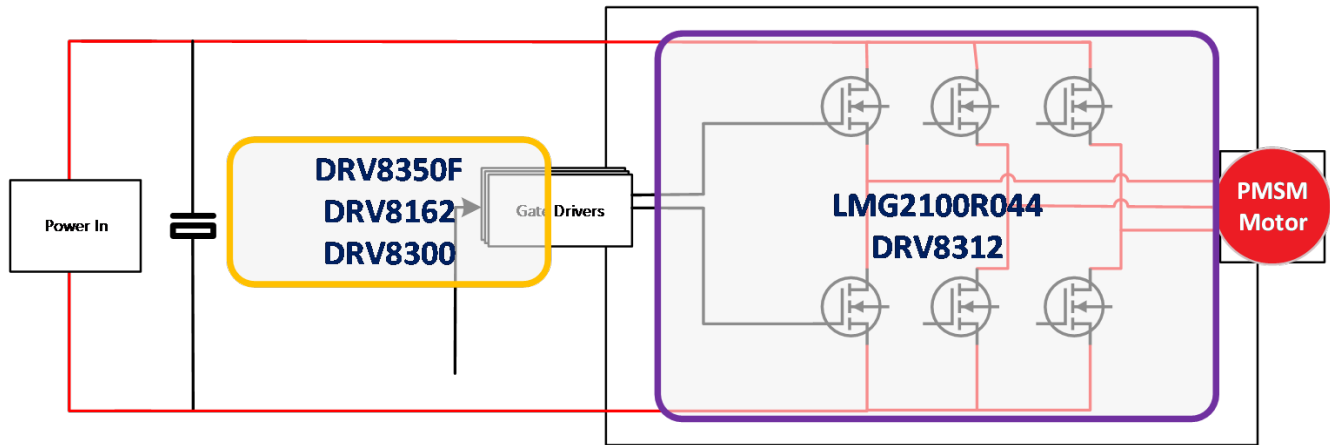 Power In
DRV8350F
DRV8162
DRV8300
Gate Drivers
LMG2100R044
DRV8312
PMSM
Motor